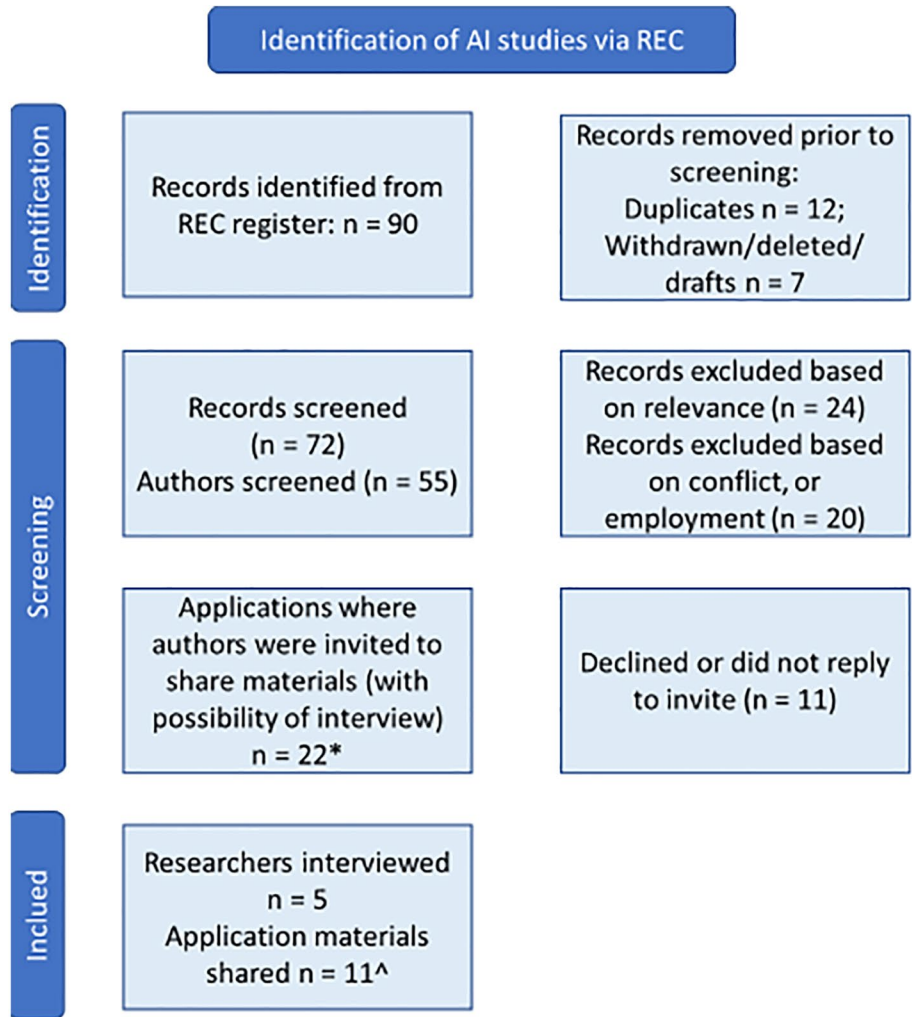 Identification of AI studies via REC
Identification
Records identified from
REC register: n = 90
Records removed prior to
screening:
Duplicates n = 12;
Withdrawn/deleted/
drafts n = 7
Screening
Records screened
(n = 72)
Authors screened (n = 55)
Records excluded based
on relevance (n = 24)
Records excluded based
on conflict, or
employment (n = 20)
Applications where
authors were invited to
share materials (with
possibility of interview)
n = 22*
Declined or did not reply
to invite (n = 11)
Inclued
Researchers interviewed
n = 5
Application materials
shared n = 11^